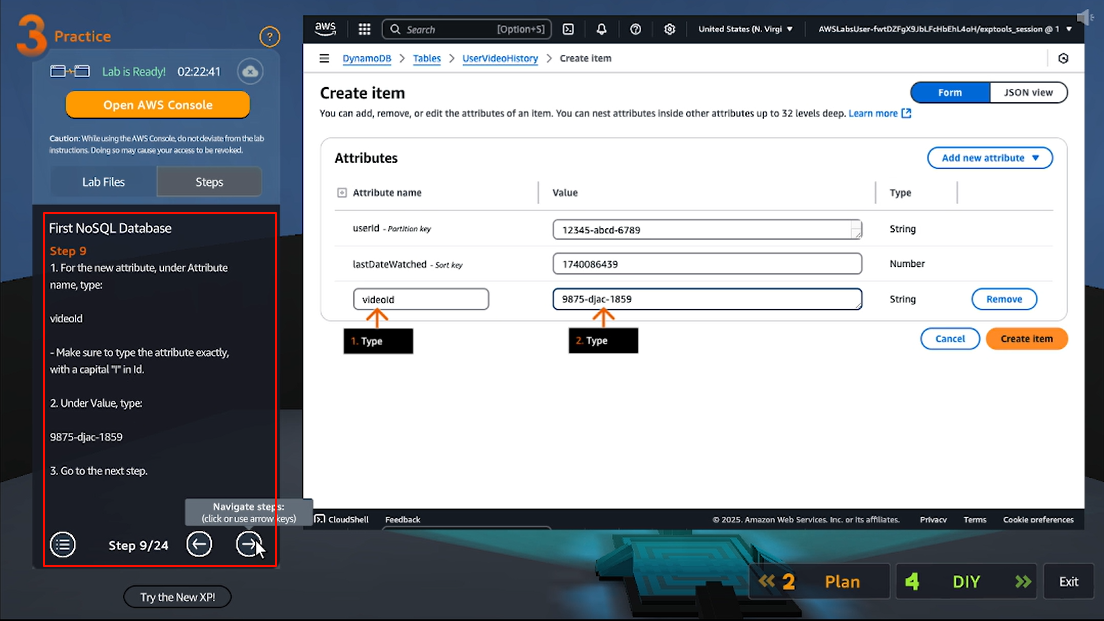 3 Practice
?
Lab is Ready! 02:22:41
Open AWS Console
Caution: While using the AWS Console, do not deviate from the lab
instructions. Doing so may cause your access to be revoked.
Lab Files
Steps
First NoSQL Database
Step 9
1. For the new attribute, under Attribute
name, type:
videoId
- Make sure to type the attribute exactly,
with a capital "I" in Id.
2. Under Value, type:
9875-djac-1859
3. Go to the next step.
Navigate steps:
(click or use arrow keys)
Step 9/24
Try the New XP!
aws
Search [Option+S]
United States (N. Virgi
AWSLabsUser-fwtDZFgX9JbLFcHbEhL4oH/exptools_session @ 1
DynamoDB > Tables > UserVideoHistory > Create item
Create item
Form
JSON view
You can add, remove, or edit the attributes of an item. You can nest attributes inside other attributes up to 32 levels deep. Learn more
Attributes
Add new attribute
Attribute name
Value
Type
userId - Partition key
12345-abcd-6789
String
lastDateWatched - Sort key
1740086439
Number
videoId
9875-djac-1859
String
Remove
1. Type
2. Type
Cancel
Create item
CloudShell
Feedback
© 2025, Amazon Web Services, Inc. or its affiliates.
Privacy
Terms
Cookie preferences
2 Plan
4 DIY
Exit